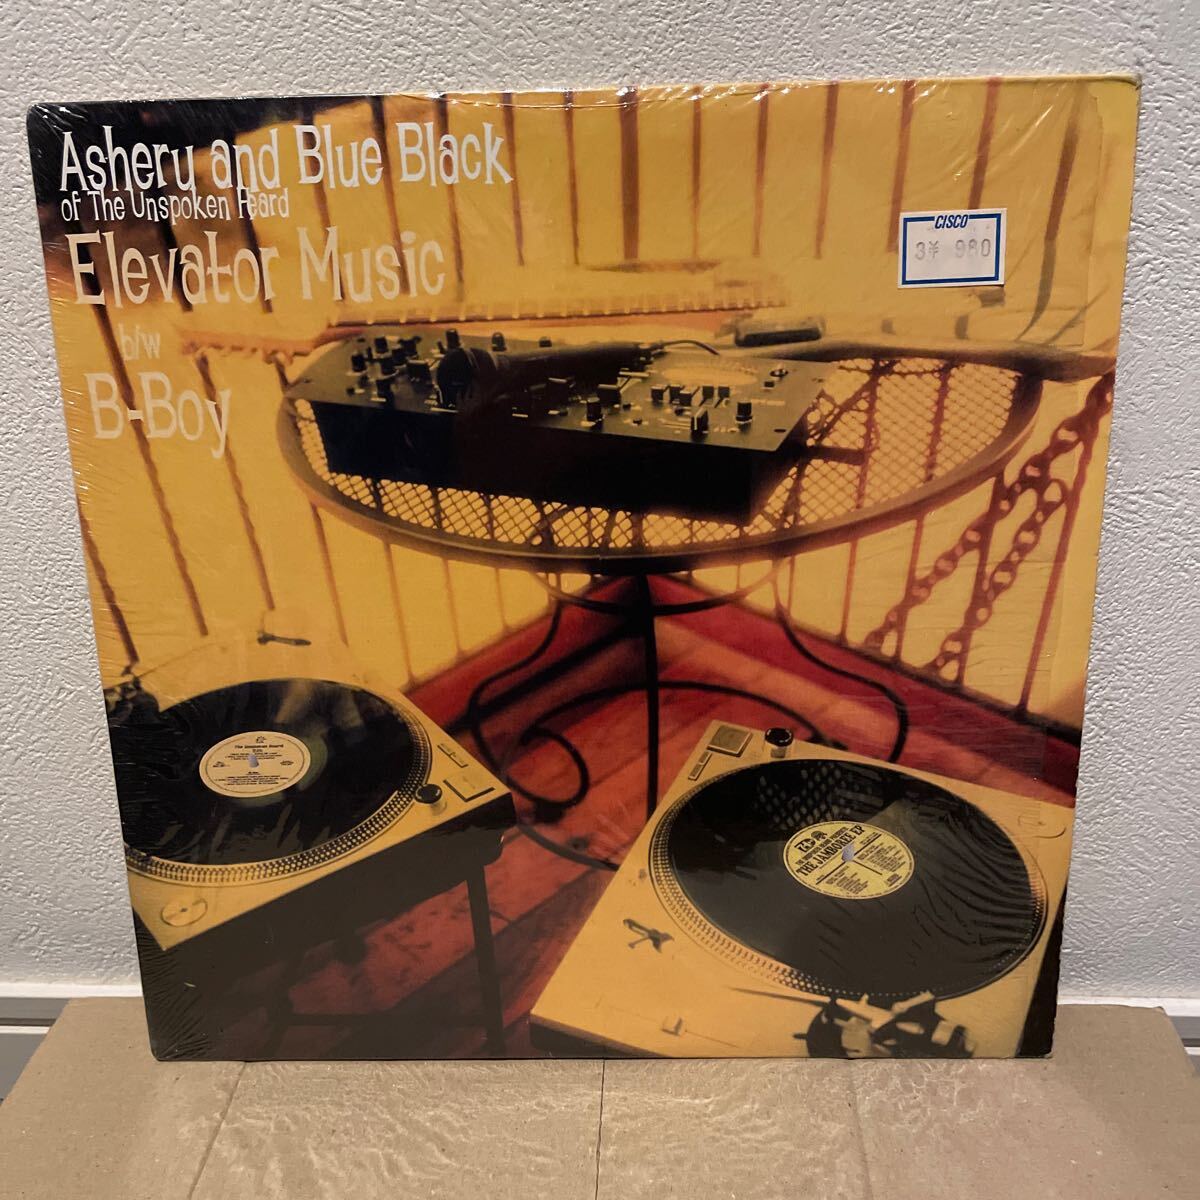 Asheru and Blue Black
of The Unspoken Heard
Elevator Music
b/w
B-Boy
CISCO
3¥ 980
The Unspoken Heard
THE JAMBOREE EP